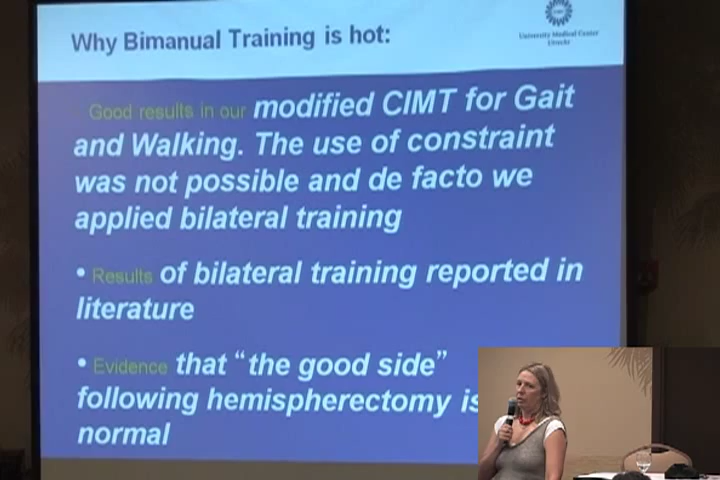 Why Bimanual Training is hot:
University Medical Center
Utrecht
• Good results in our modified CIMT for Gait
and Walking. The use of constraint
was not possible and de facto we
applied bilateral training
• Results of bilateral training reported in
literature
• Evidence that “the good side”
following hemispherectomy is
normal